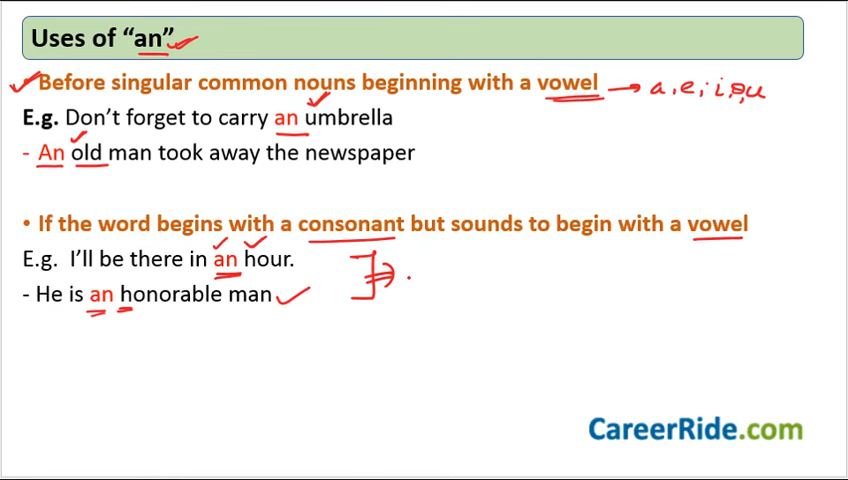 Uses of “an”
• Before singular common nouns beginning with a vowel → a, e, i, o, u
E.g. Don’t forget to carry an umbrella
- An old man took away the newspaper
• If the word begins with a consonant but sounds to begin with a vowel
E.g. I’ll be there in an hour.
- He is an honorable man
CareerRide.com